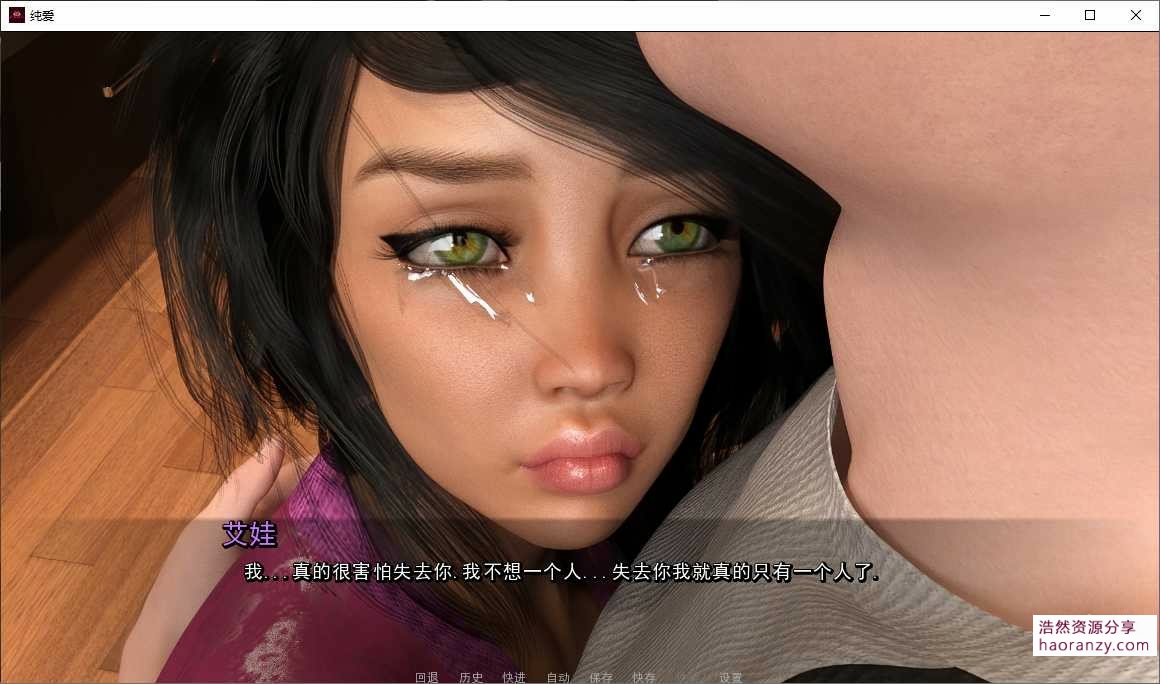 纯爱
艾娃
我...真的很害怕失去你.我不想一个人...失去你我就真的只有一个人了.
浩然资源分享
haoranzy.com
回退 历史 快进 自动 保存 快存 设置